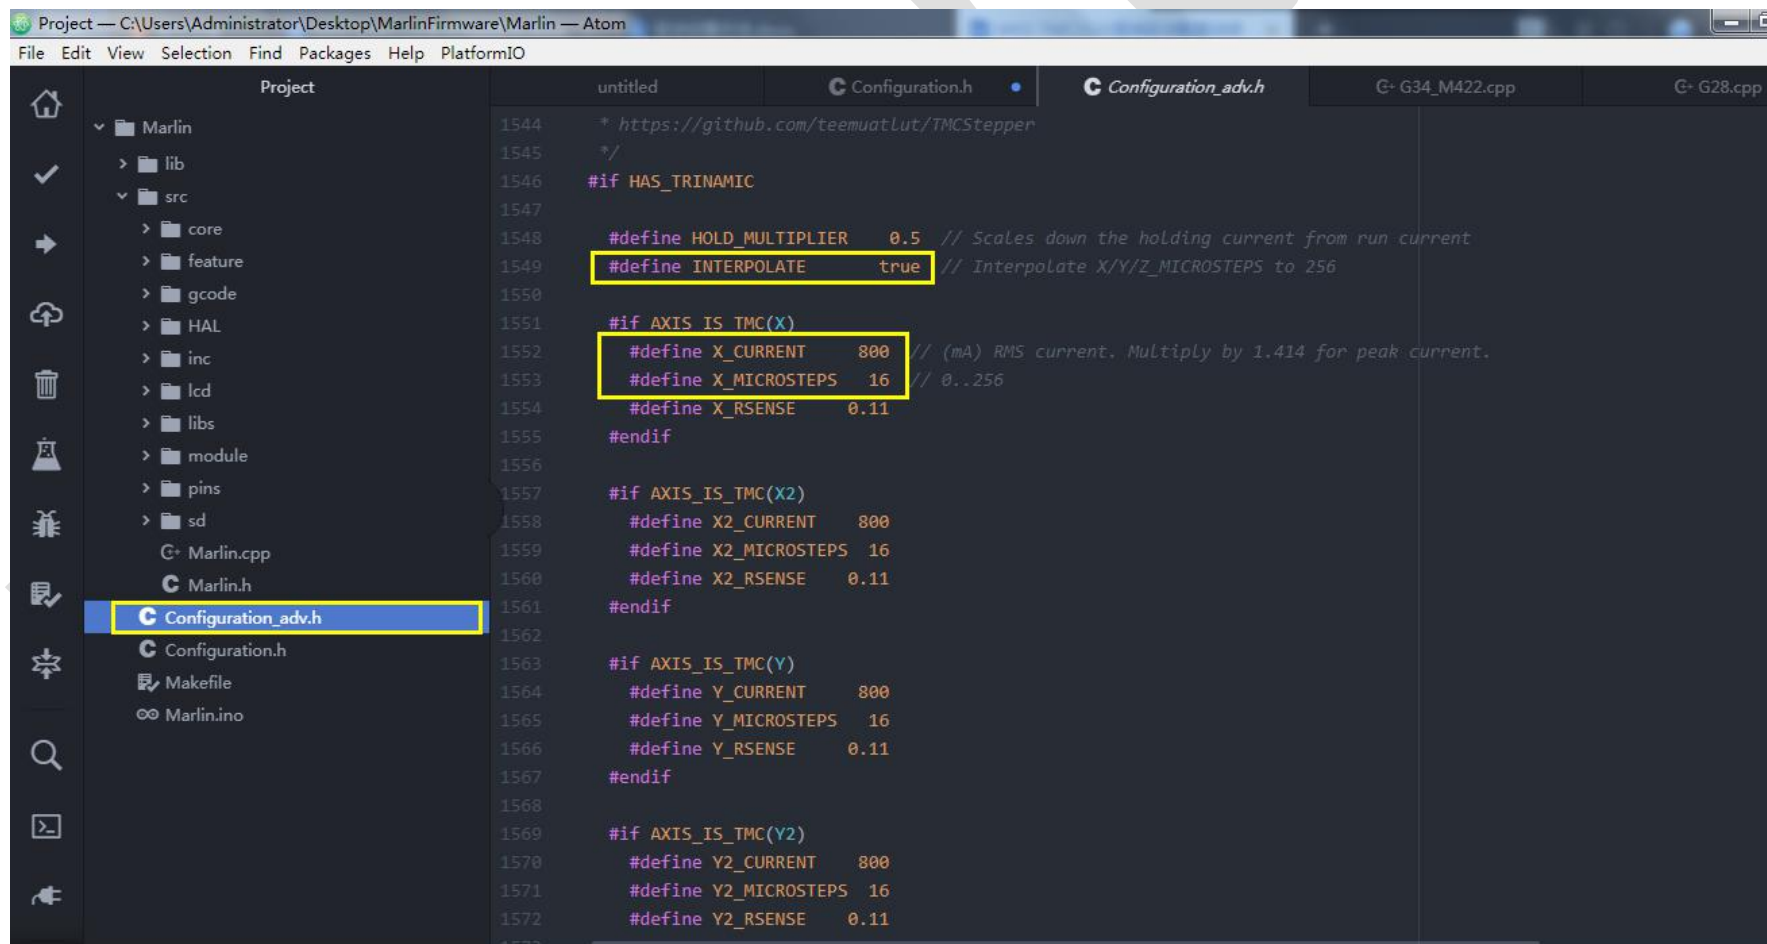 Project — C:\Users\Administrator\Desktop\MarlinFirmware\Marlin — Atom
File Edit View Selection Find Packages Help PlatformIO
Project
Marlin
lib
src
core
feature
gcode
HAL
inc
lcd
libs
module
pins
sd
Marlin.cpp
Marlin.h
Configuration_adv.h
Configuration.h
Makefile
Marlin.ino
untitled
Configuration.h
Configuration_adv.h
G34_M422.cpp
G28.cpp
1544 * https://github.com/teemuatlut/TMCStepper
1545 */
1546 #if HAS_TRINAMIC
1547
1548 #define HOLD_MULTIPLIER 0.5 // Scales down the holding current from run current
1549 #define INTERPOLATE true // Interpolate X/Y/Z_MICROSTEPS to 256
1550
1551 #if AXIS_IS_TMC(X)
1552 #define X_CURRENT 800 // (mA) RMS current. Multiply by 1.414 for peak current.
1553 #define X_MICROSTEPS 16 // 0..256
1554 #define X_RSENSE 0.11
1555 #endif
1556
1557 #if AXIS_IS_TMC(X2)
1558 #define X2_CURRENT 800
1559 #define X2_MICROSTEPS 16
1560 #define X2_RSENSE 0.11
1561 #endif
1562
1563 #if AXIS_IS_TMC(Y)
1564 #define Y_CURRENT 800
1565 #define Y_MICROSTEPS 16
1566 #define Y_RSENSE 0.11
1567 #endif
1568
1569 #if AXIS_IS_TMC(Y2)
1570 #define Y2_CURRENT 800
1571 #define Y2_MICROSTEPS 16
1572 #define Y2_RSENSE 0.11